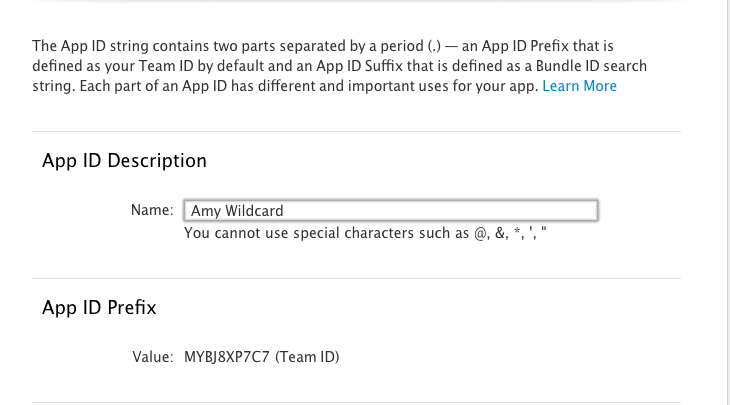 The App ID string contains two parts separated by a period (.) — an App ID Prefix that is
defined as your Team ID by default and an App ID Suffix that is defined as a Bundle ID search
string. Each part of an App ID has different and important uses for your app. Learn More
App ID Description
Name: Amy Wildcard
You cannot use special characters such as @, &, *, ', "
App ID Prefix
Value: MYBJ8XP7C7 (Team ID)